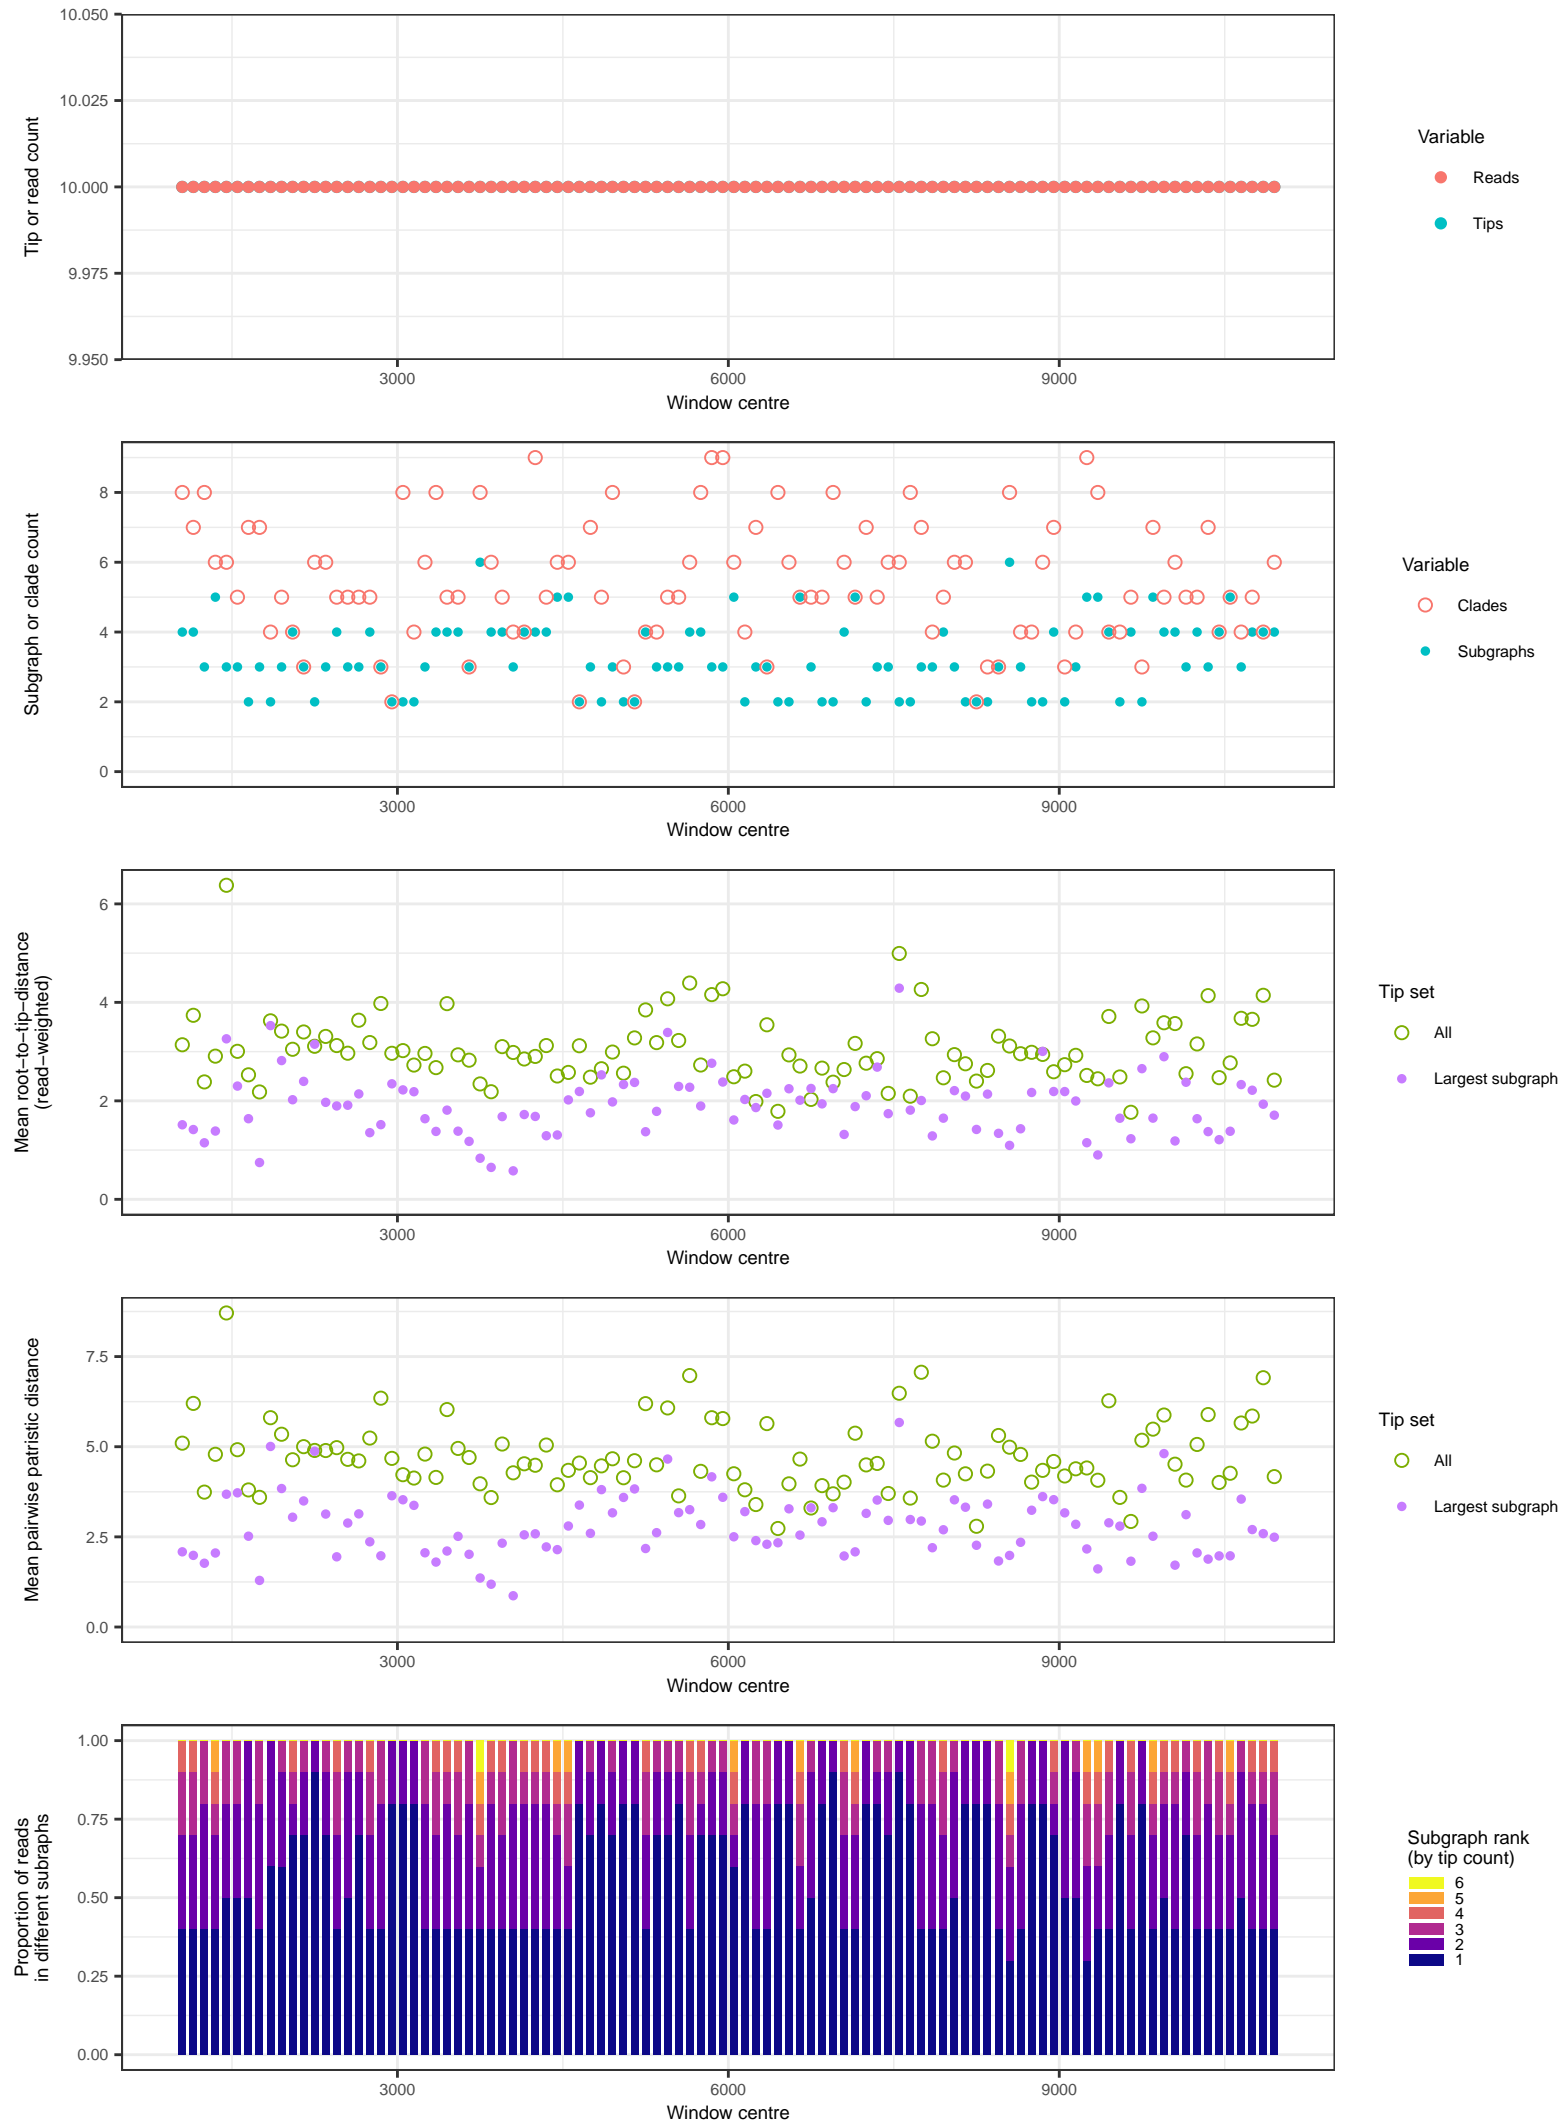 10.050
10.025
10.000
9.975
9.950
Tip or read count
3000
6000
9000
Window centre
Variable
Reads
Tips
8
6
4
2
0
Subgraph or clade count
3000
6000
9000
Window centre
Variable
Clades
Subgraphs
6
4
2
0
Mean root−to−tip−distance
(read−weighted)
3000
6000
9000
Window centre
Tip set
All
Largest subgraph
7.5
5.0
2.5
0.0
Mean pairwise patristic distance
3000
6000
9000
Window centre
Tip set
All
Largest subgraph
1.00
0.75
0.50
0.25
0.00
Proportion of reads
in different subraphs
3000
6000
9000
Window centre
Subgraph rank
(by tip count)
6
5
4
3
2
1